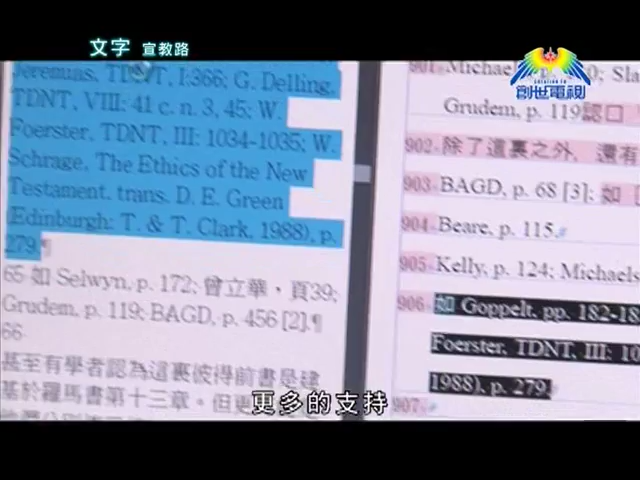 文字 宣教路
CREATION TV
創世電視
Jeremias, TDNT, I:366; G. Delling,
TDNT, VIII: 41 c. n. 3, 45; W.
Foerster, TDNT, III: 1034-1035; W.
Schrage, The Ethics of the New
Testament. trans. D. E. Green
(Edinburgh: T. & T. Clark, 1988), p.
279.
65 如 Selwyn, p. 172; 曾立華，頁39;
Grudem, p. 119; BAGD, p. 456 [2].
66
甚至有學者認為這裏彼得前書是建
基於羅馬書第十三章。但更
901 Michae
Grudem, p. 119
902 除了這裏之外，還有
903 BAGD, p. 68 [3]; 如
904 Beare, p. 115.
905 Kelly, p. 124; Michaels
906 如 Goppelt, pp. 182-18
Foerster, TDNT, III: 10
1988), p. 279.
907
更多的支持